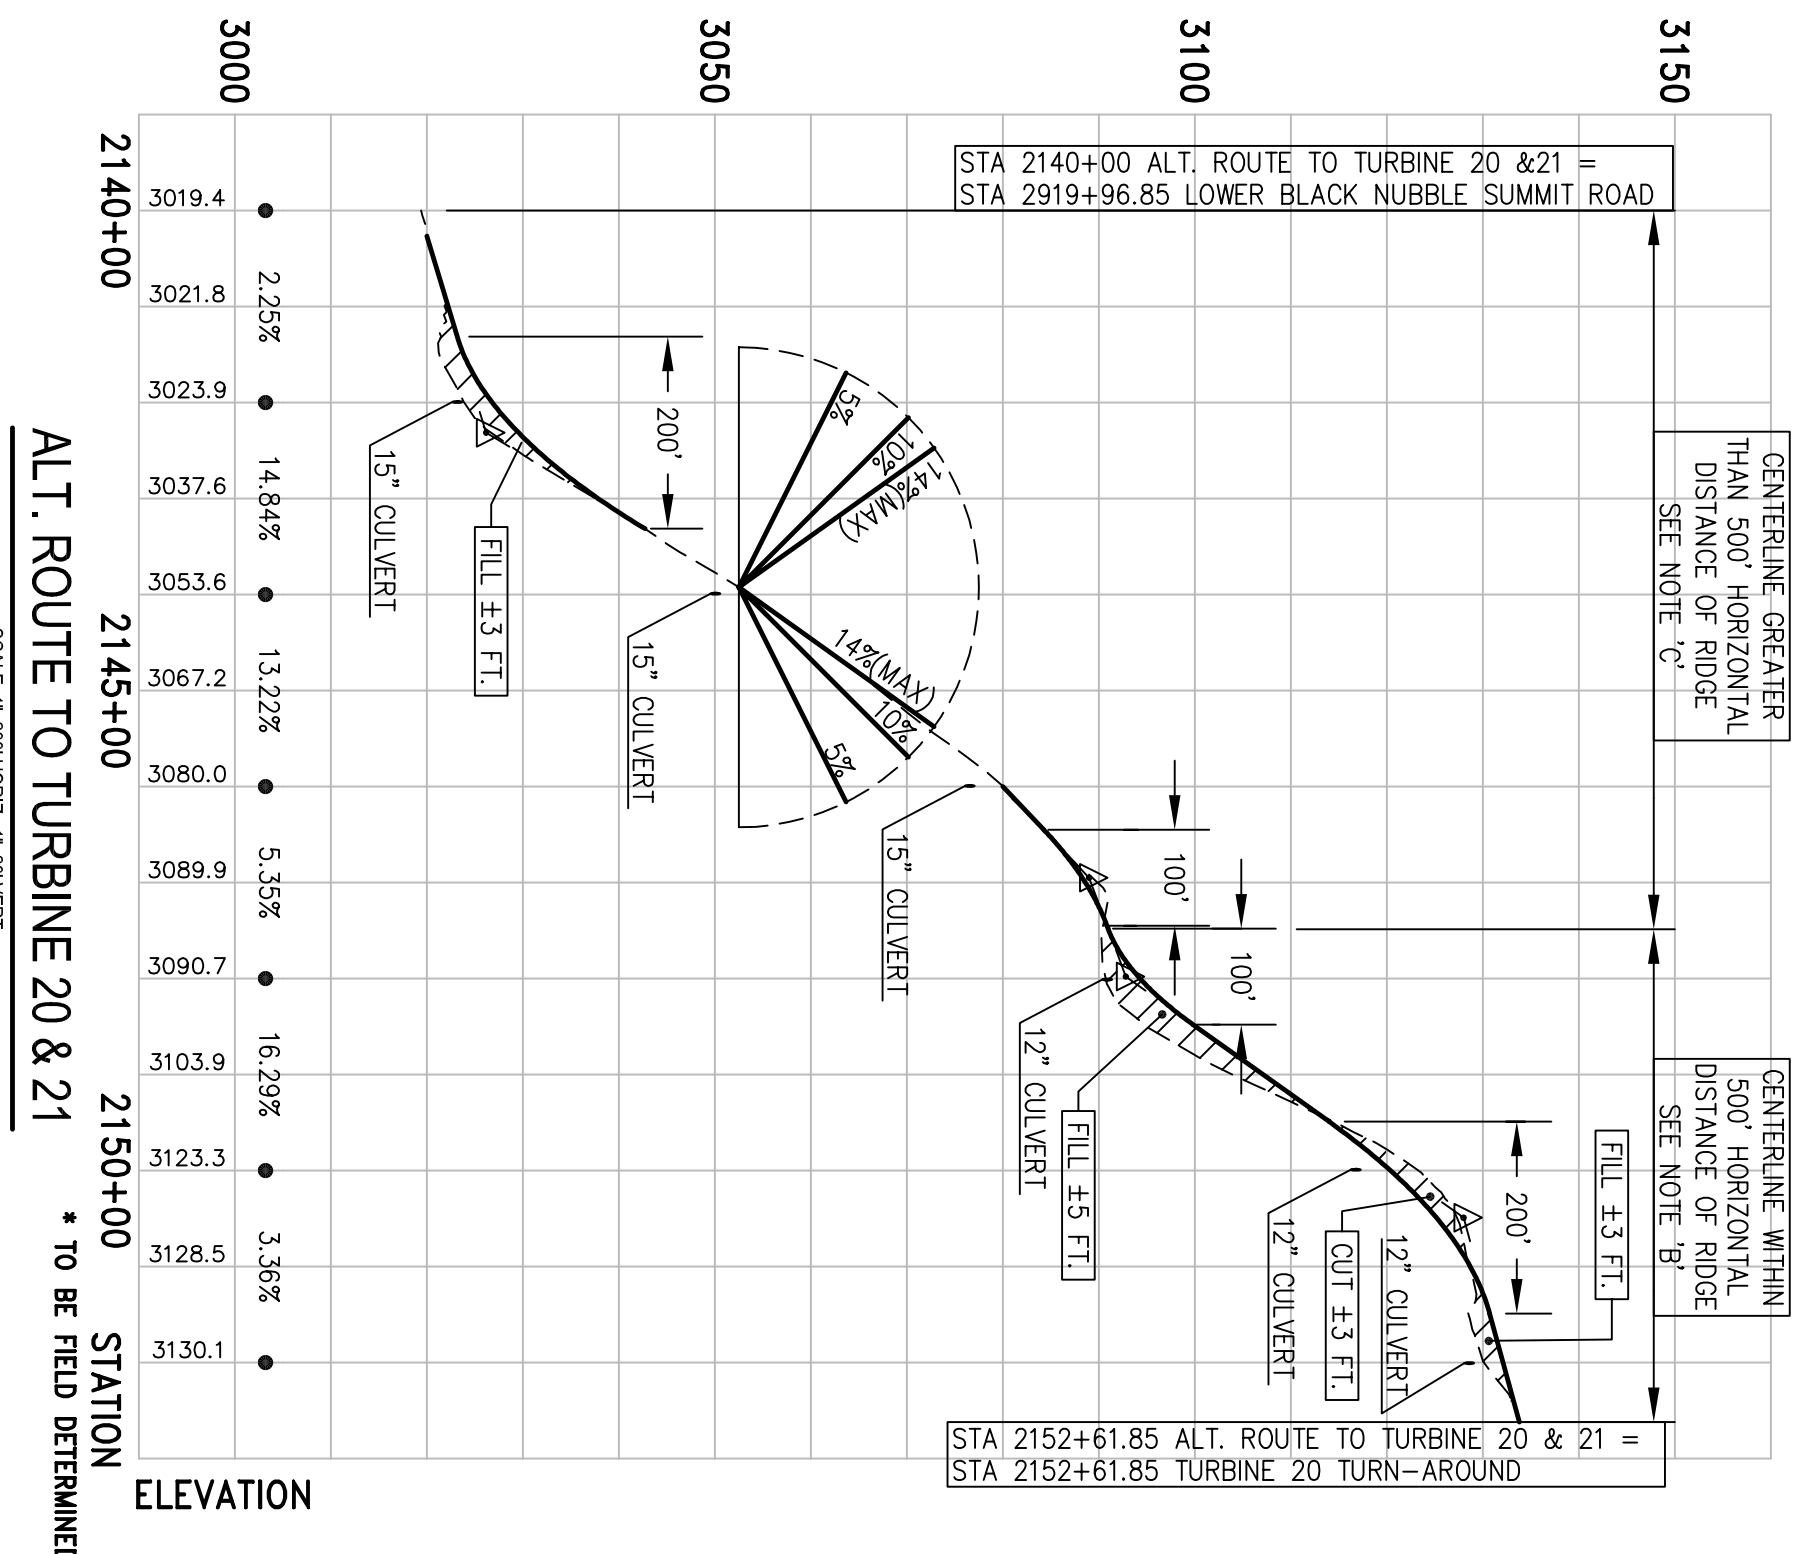 3000
3050
3100
3150
STA 2140+00 ALT. ROUTE TO TURBINE 20 &21 =
STA 2919+96.85 LOWER BLACK NUBBLE SUMMIT ROAD
CENTERLINE GREATER
THAN 500' HORIZONTAL
DISTANCE OF RIDGE
SEE NOTE 'C'
CENTERLINE WITHIN
500' HORIZONTAL
DISTANCE OF RIDGE
SEE NOTE 'B'
FILL ±3 FT.
200'
12" CULVERT
CUT ±3 FT.
12" CULVERT
100'
100'
FILL ±5 FT.
12" CULVERT
15" CULVERT
5%
10%
14%(MAX)
14%(MAX)
10%
5%
200'
15" CULVERT
FILL ±3 FT.
15" CULVERT
2.25%
14.84%
13.22%
5.35%
16.29%
3.36%
3019.4
3021.8
3023.9
3037.6
3053.6
3067.2
3080.0
3089.9
3090.7
3103.9
3123.3
3128.5
3130.1
2140+00
2145+00
2150+00
STATION
ELEVATION
STA 2152+61.85 ALT. ROUTE TO TURBINE 20 & 21 =
STA 2152+61.85 TURBINE 20 TURN-AROUND
* TO BE FIELD DETERMINED
ALT. ROUTE TO TURBINE 20 & 21